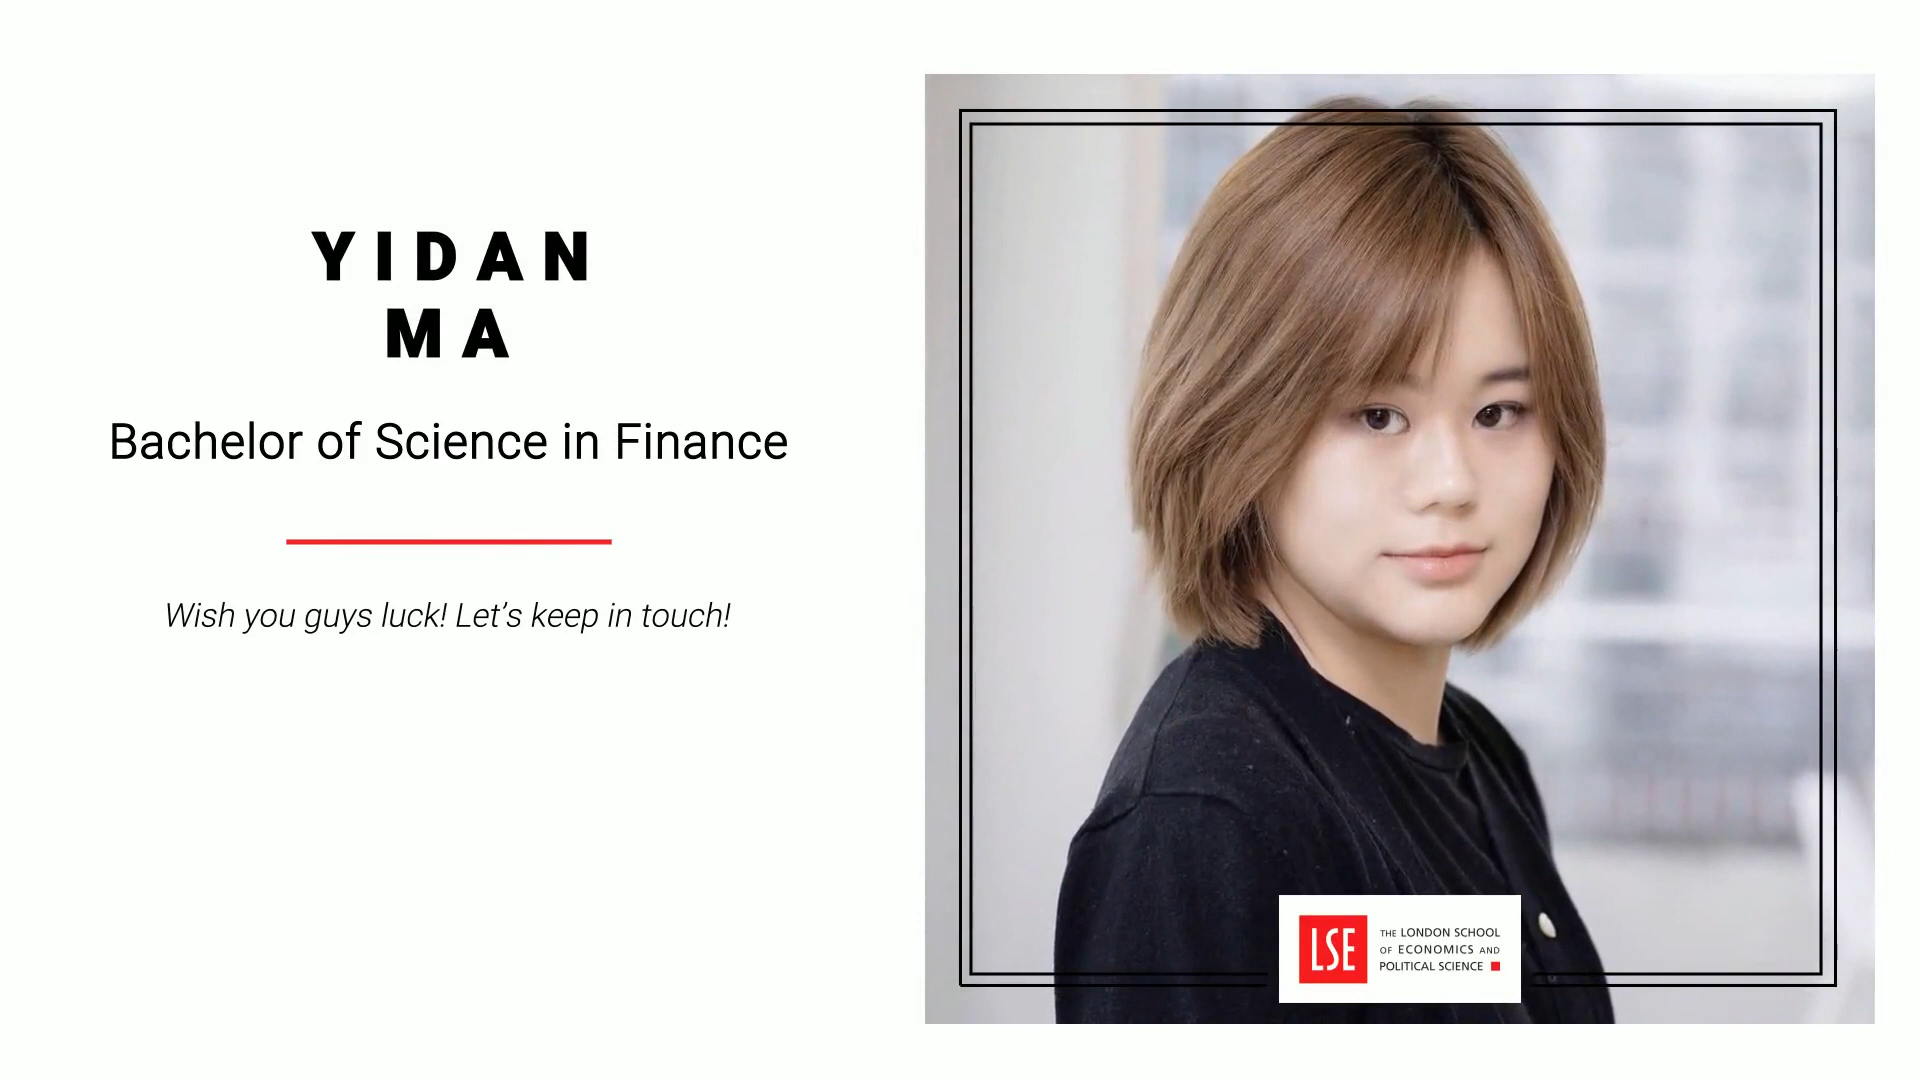 YIDAN
MA
Bachelor of Science in Finance
Wish you guys luck! Let’s keep in touch!
LSE
THE LONDON SCHOOL
OF ECONOMICS AND
POLITICAL SCIENCE